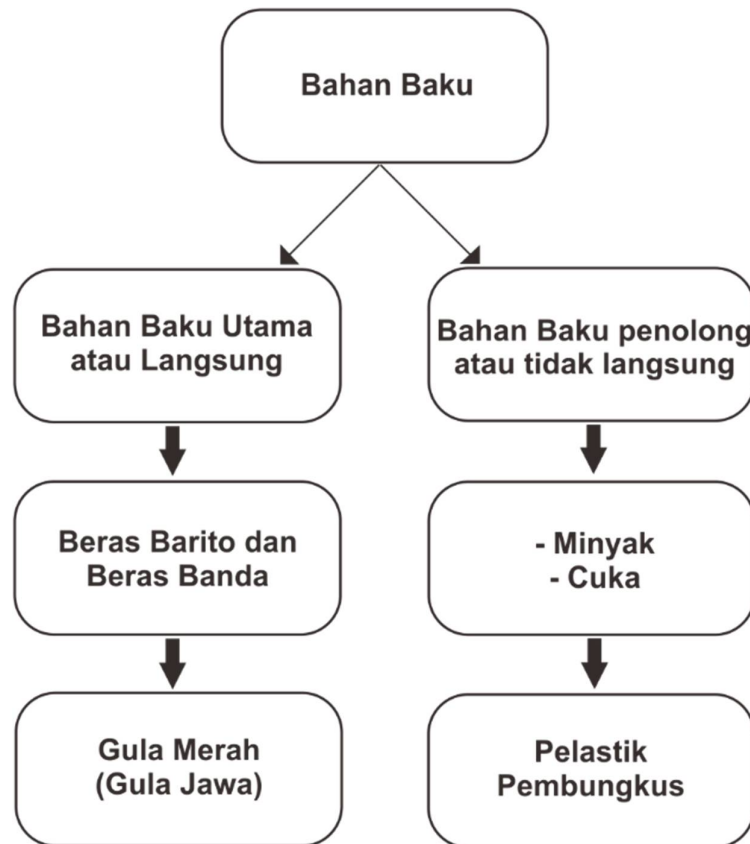 Bahan Baku
Bahan Baku Utama
atau Langsung
Bahan Baku penolong
atau tidak langsung
Beras Barito dan
Beras Banda
- Minyak
- Cuka
Gula Merah
(Gula Jawa)
Pelastik
Pembungkus